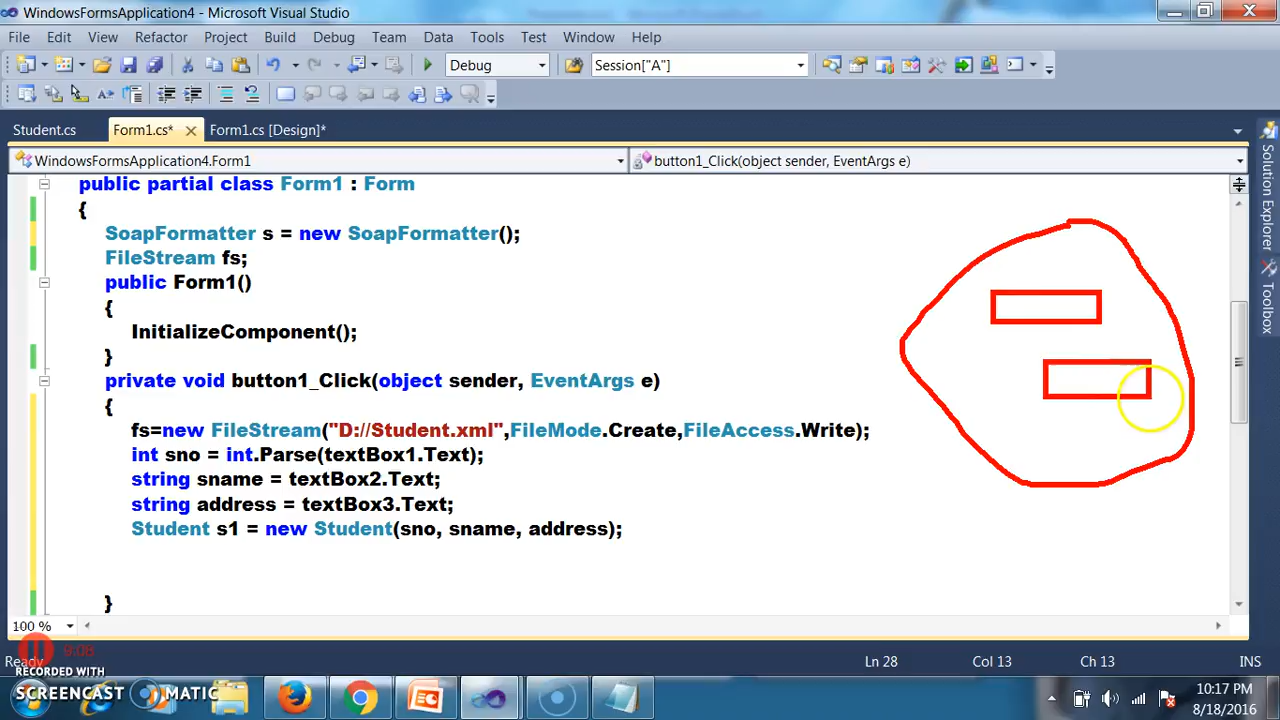 WindowsFormsApplication4 - Microsoft Visual Studio
File Edit View Refactor Project Build Debug Team Data Tools Test Window Help
Debug Session["A"]
Student.cs Form1.cs* Form1.cs [Design]*
WindowsFormsApplication4.Form1 button1_Click(object sender, EventArgs e)
public partial class Form1 : Form
{
SoapFormatter s = new SoapFormatter();
FileStream fs;
public Form1()
{
InitializeComponent();
}
private void button1_Click(object sender, EventArgs e)
{
fs=new FileStream("D://Student.xml",FileMode.Create,FileAccess.Write);
int sno = int.Parse(textBox1.Text);
string sname = textBox2.Text;
string address = textBox3.Text;
Student s1 = new Student(sno, sname, address);
}
Solution Explorer
Toolbox
100 %
9:08
Ready Ln 28 Col 13 Ch 13 INS
RECORDED WITH
SCREENCAST MATIC
10:17 PM
8/18/2016